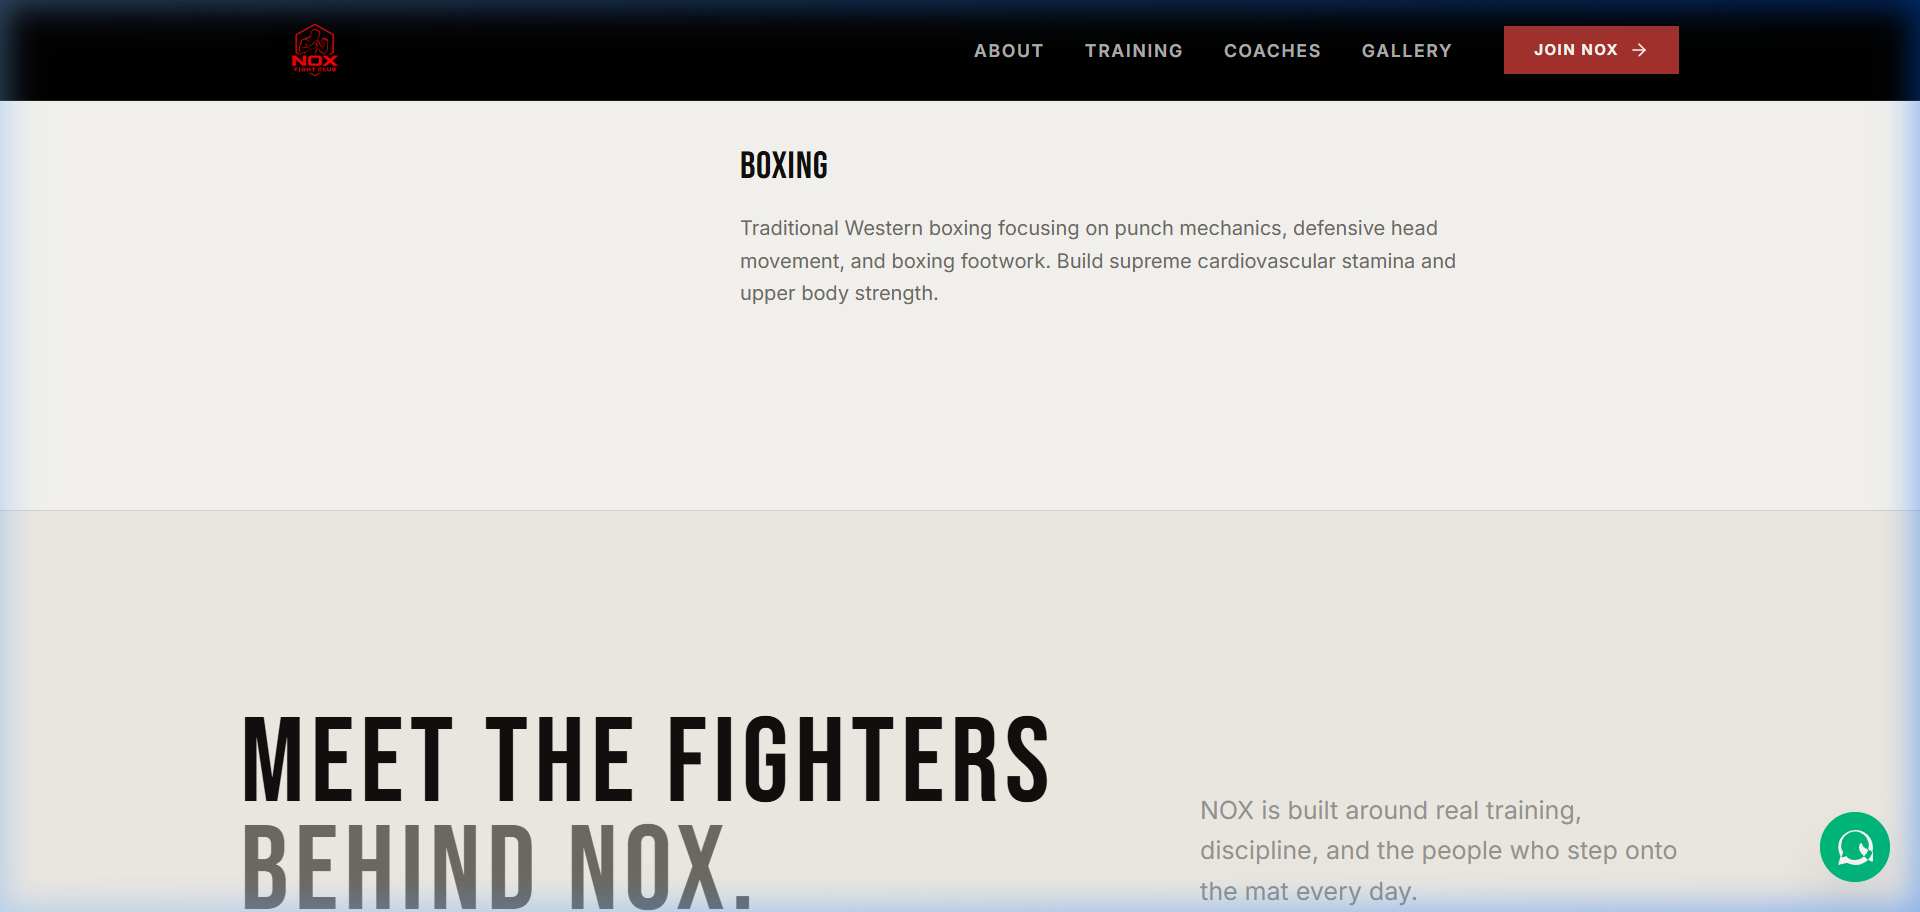 NOX
FIGHT CLUB
ABOUT
TRAINING
COACHES
GALLERY
JOIN NOX
BOXING
Traditional Western boxing focusing on punch mechanics, defensive head
movement, and boxing footwork. Build supreme cardiovascular stamina and
upper body strength.
MEET THE FIGHTERS
BEHIND NOX.
NOX is built around real training,
discipline, and the people who step onto
the mat every day.